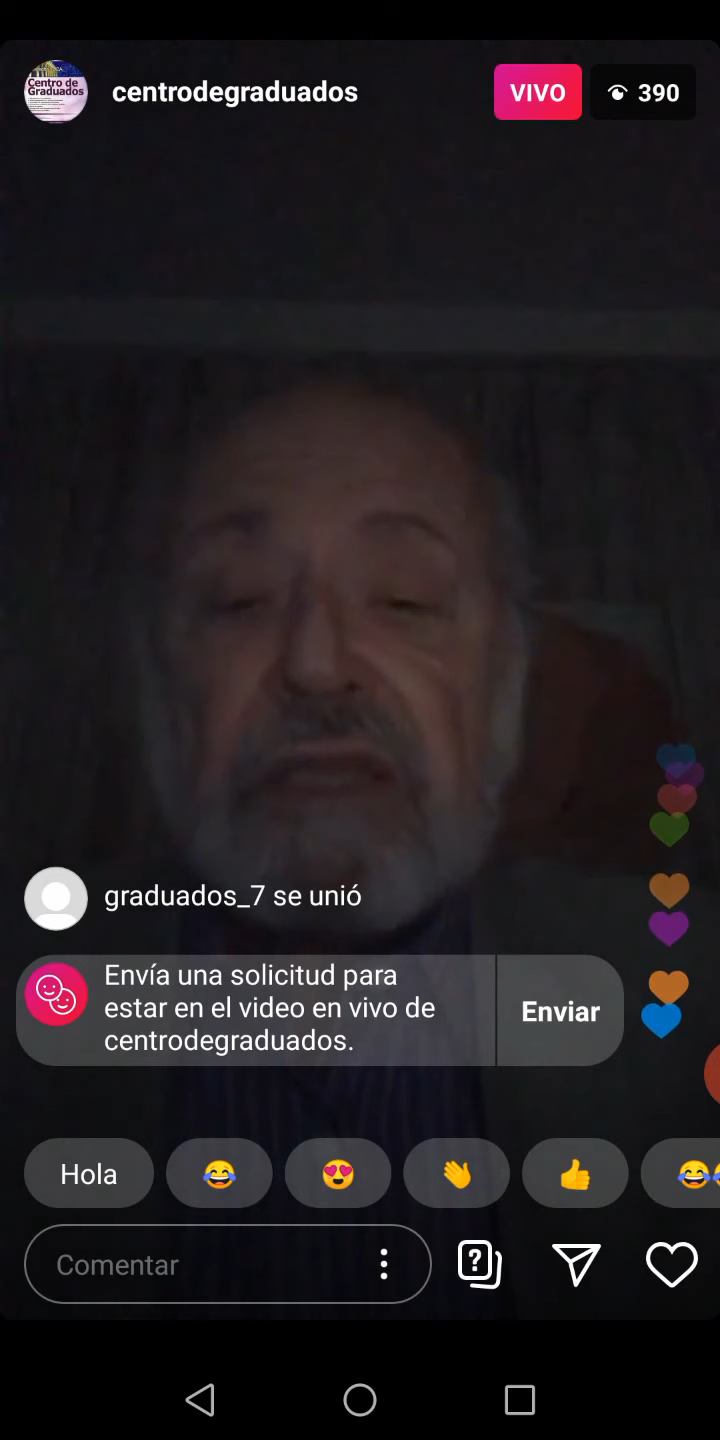 Centro de
Graduados
centrodegraduados
VIVO
390
graduados_7 se unió
Envía una solicitud para
estar en el video en vivo de
centrodegraduados.
Enviar
Hola
Comentar